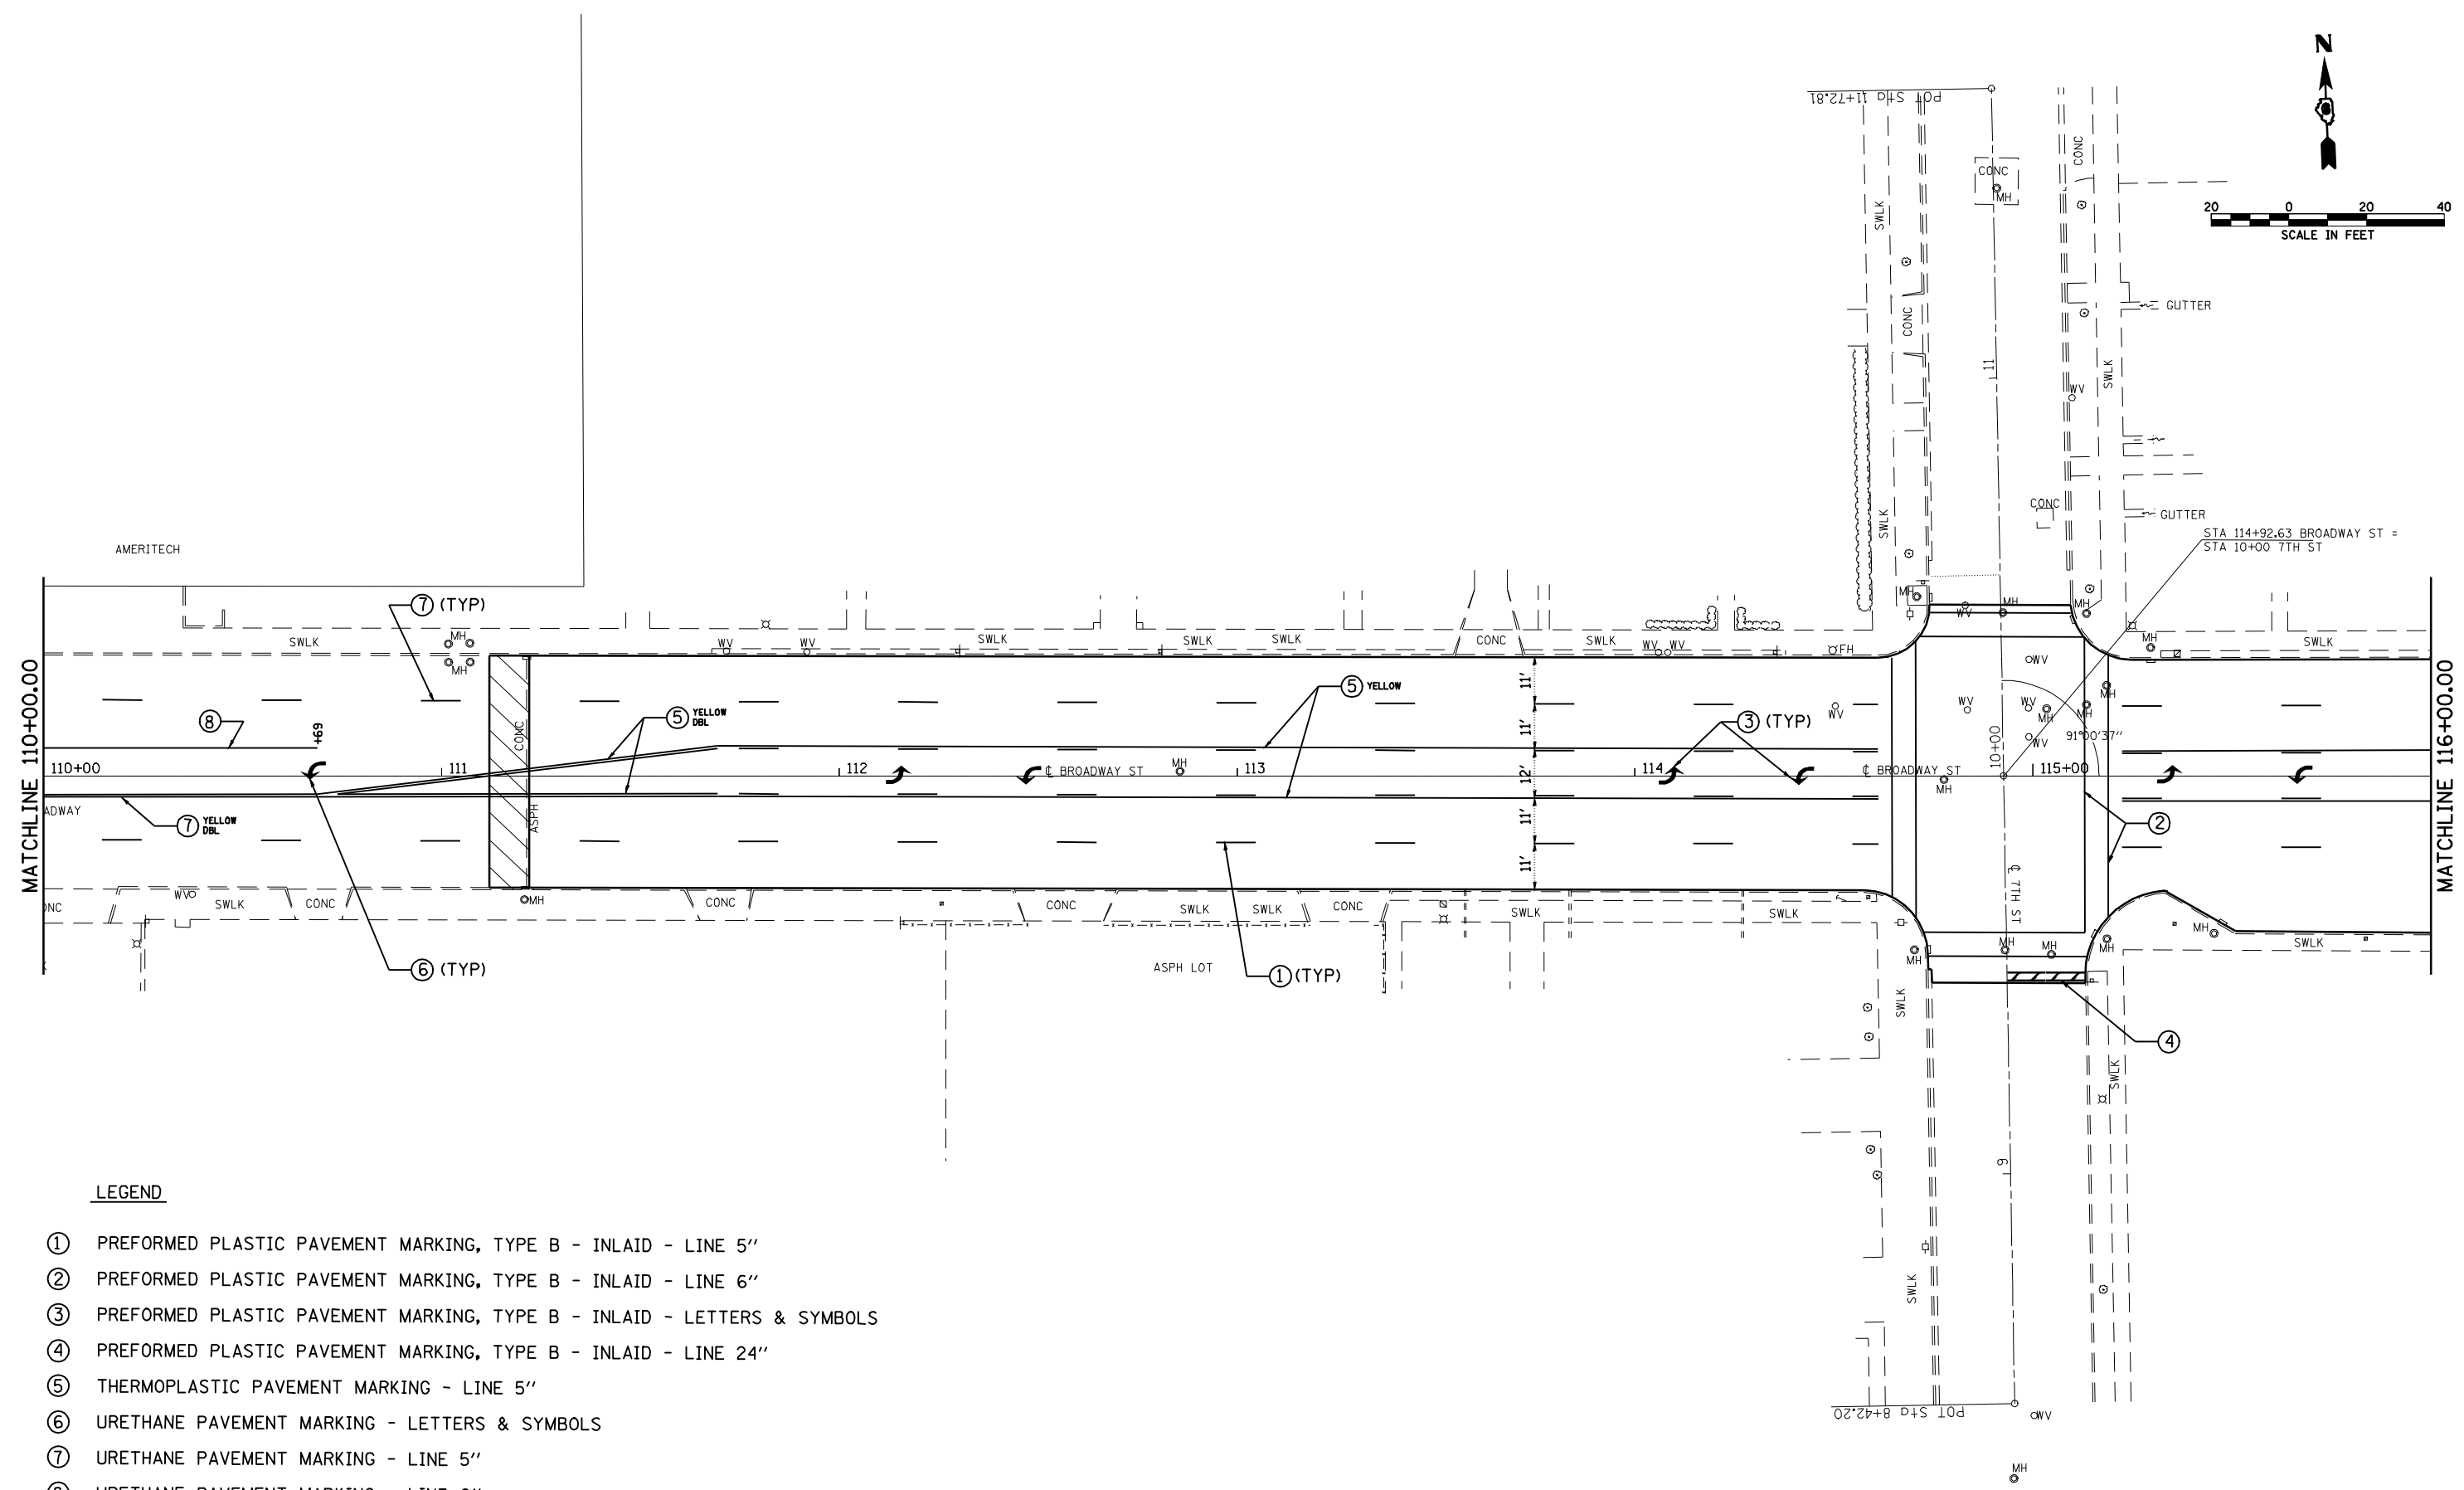 N
POT Sta 11+72.81
CONC
CONC
MH
SWLK
20 0 20 40
SCALE IN FEET
GUTTER
CONC
11
SWLK
WV
CONC
GUTTER
SWLK
STA 114+92.63 BROADWAY ST =
STA 10+00 7TH ST
AMERITECH
7 (TYP)
MH
WV
MH
MH
SWLK
MH
MH
WV
WV
SWLK
SWLK
SWLK
CONC
SWLK
WV
WV
FH
WV
MH
SWLK
MATCHLINE 110+00.00
8
+69
CONC
5 YELLOW
DBL
5 YELLOW
11'
11'
12'
11'
11'
3 (TYP)
WV
WV
WV
MH
MH
MH
WV
91°00'37"
10+00
MATCHLINE 116+00.00
110+00
111
112
℄ BROADWAY ST
MH
113
114
℄ BROADWAY ST
MH
115+00
ADWAY
7 YELLOW
DBL
ASPH
2
℄ 7TH ST
WV
SWLK
CONC
MH
CONC
CONC
SWLK
SWLK
CONC
SWLK
SWLK
MH
MH
MH
MH
MH
SWLK
6 (TYP)
ASPH LOT
1 (TYP)
SWLK
4
SWLK
9
SWLK
POT Sta 8+42.20
WV
MH
LEGEND
1 PREFORMED PLASTIC PAVEMENT MARKING, TYPE B - INLAID - LINE 5"
2 PREFORMED PLASTIC PAVEMENT MARKING, TYPE B - INLAID - LINE 6"
3 PREFORMED PLASTIC PAVEMENT MARKING, TYPE B - INLAID - LETTERS & SYMBOLS
4 PREFORMED PLASTIC PAVEMENT MARKING, TYPE B - INLAID - LINE 24"
5 THERMOPLASTIC PAVEMENT MARKING - LINE 5"
6 URETHANE PAVEMENT MARKING - LETTERS & SYMBOLS
7 URETHANE PAVEMENT MARKING - LINE 5"